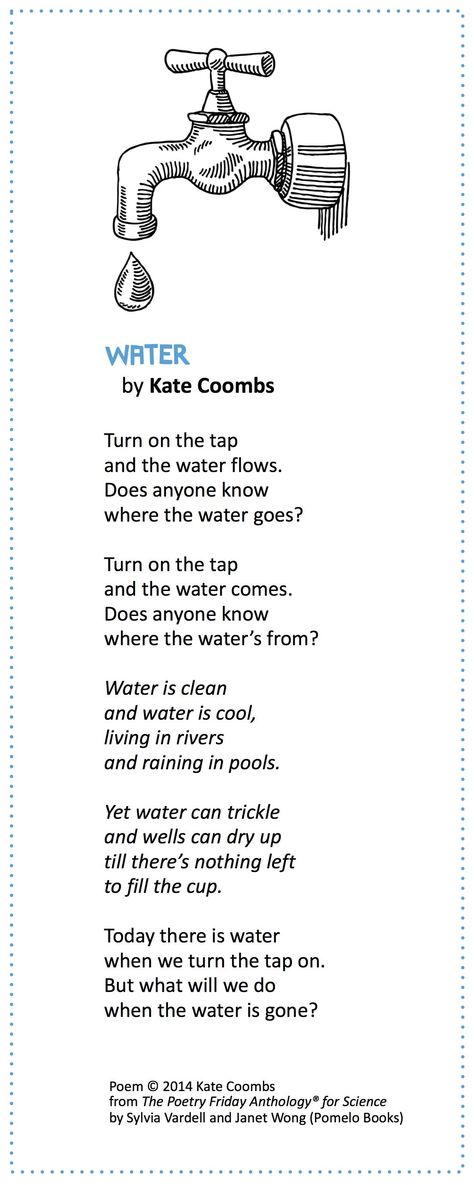 WATER
by Kate Coombs
Turn on the tap
and the water flows.
Does anyone know
where the water goes?
Turn on the tap
and the water comes.
Does anyone know
where the water's from?
Water is clean
and water is cool,
living in rivers
and raining in pools.
Yet water can trickle
and wells can dry up
till there's nothing left
to fill the cup.
Today there is water
when we turn the tap on.
But what will we do
when the water is gone?
Poem © 2014 Kate Coombs
from The Poetry Friday Anthology® for Science
by Sylvia Vardell and Janet Wong (Pomelo Books)